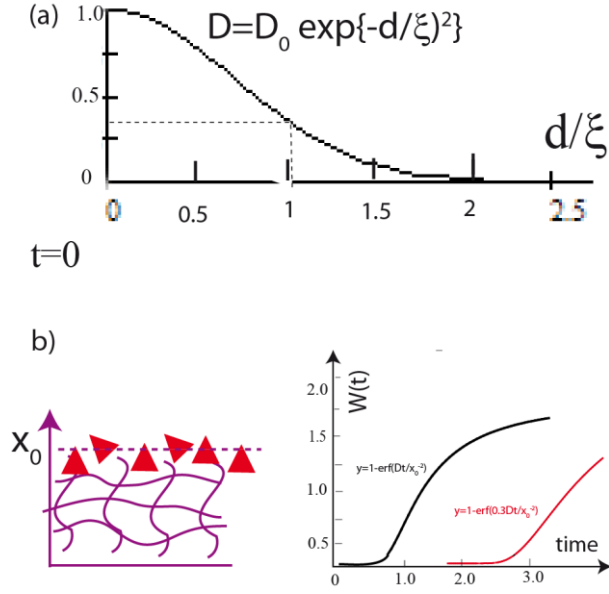 (a)
D=D₀ exp{-d/ξ)²}
1.0
0.5
0
d/ξ
0 0.5 1 1.5 2 2.5
t=0
b)
X₀
W(t)
2.0
1.5
1.0
0.5
y=1-erf(Dt/x₀⁻²)
y=1-erf(0.3Dt/x₀⁻²)
time
0 1.0 2.0 3.0